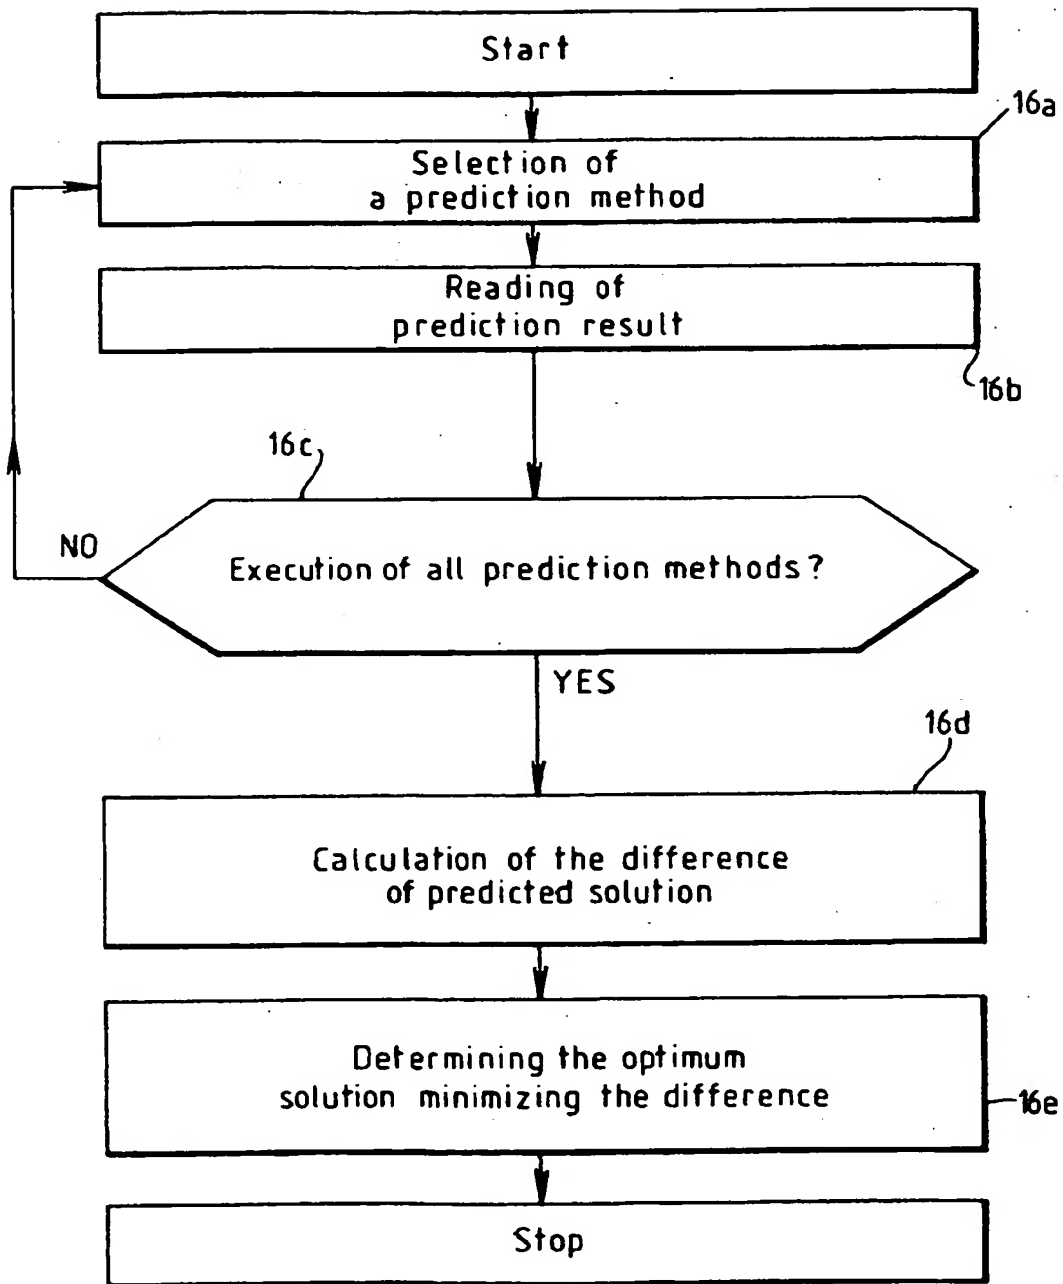 Start
16a
Selection of
a prediction method
Reading of
prediction result
16b
16c
NO
Execution of all prediction methods?
YES
16d
Calculation of the difference
of predicted solution
Determining the optimum
solution minimizing the difference
16e
Stop